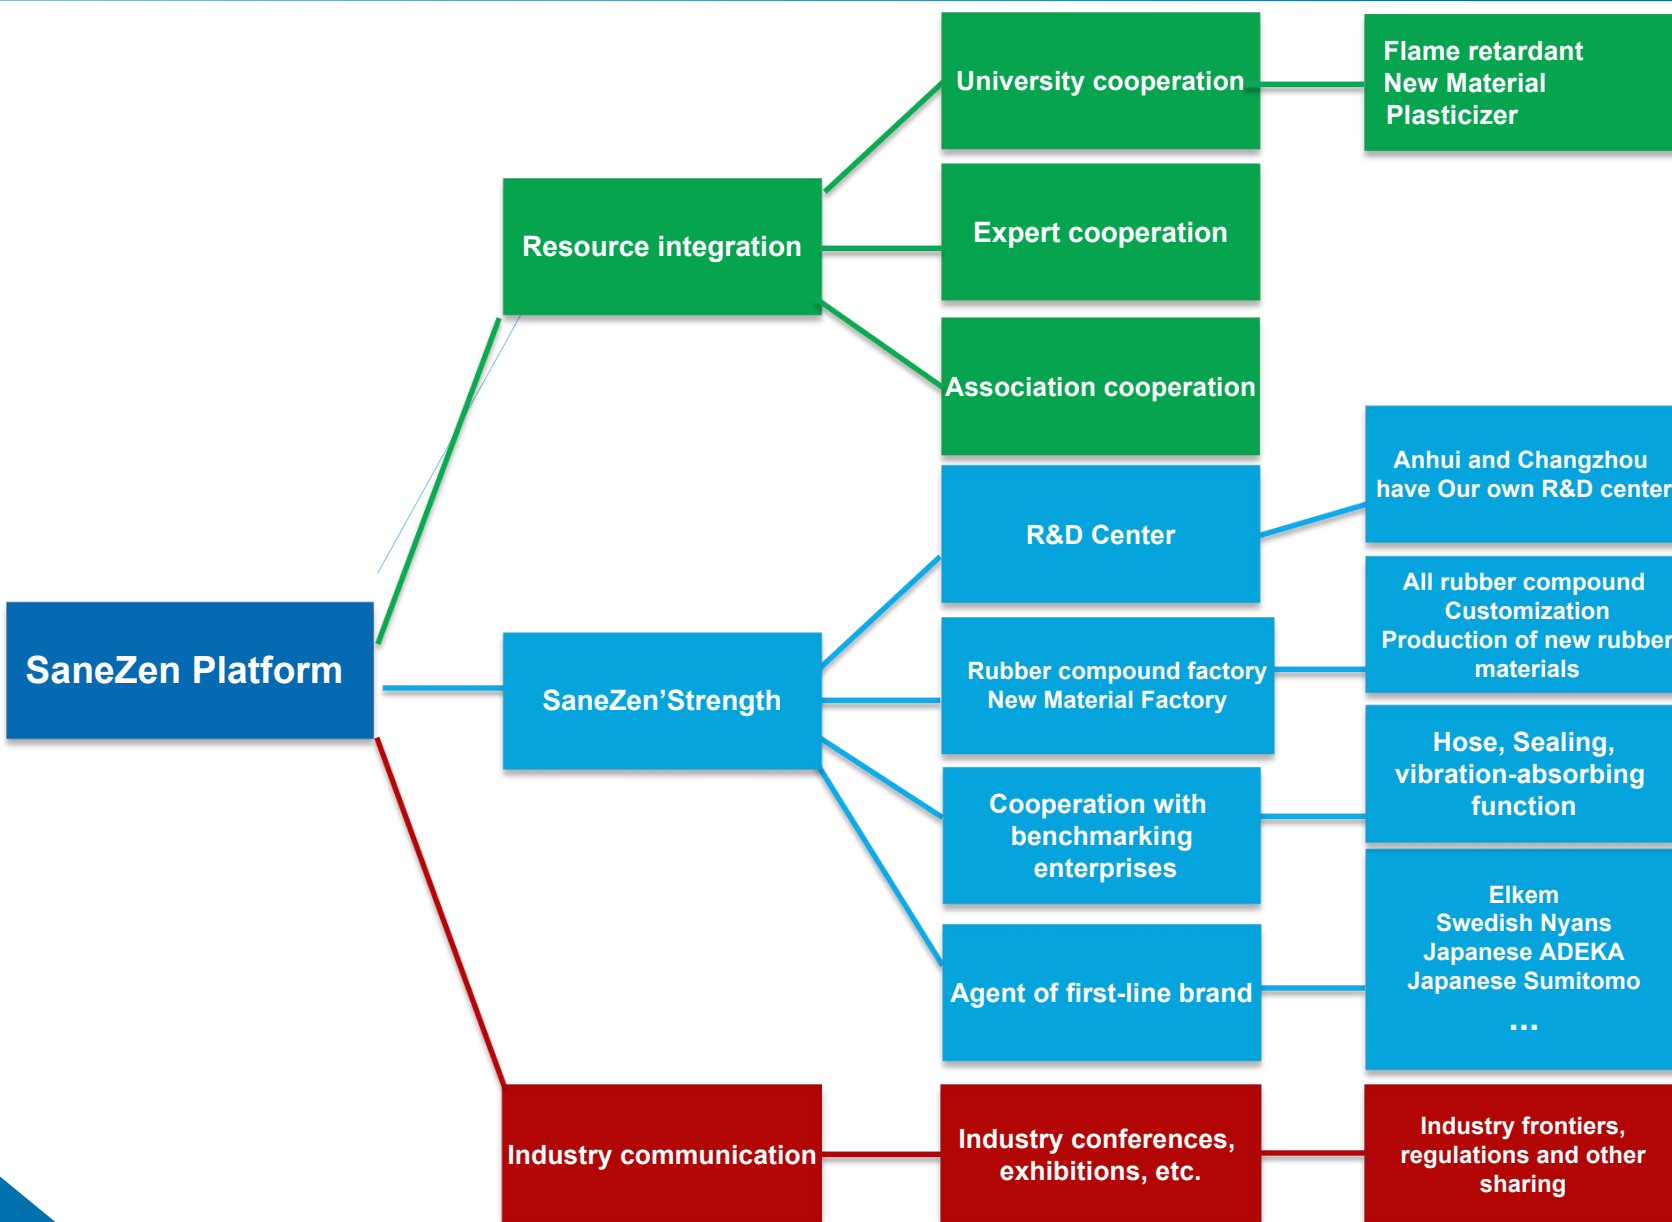 SaneZen Platform
Resource integration
University cooperation
Flame retardant
New Material
Plasticizer
Expert cooperation
Association cooperation
SaneZen’Strength
R&D Center
Anhui and Changzhou
have Our own R&D center
Rubber compound factory
New Material Factory
All rubber compound
Customization
Production of new rubber
materials
Cooperation with
benchmarking
enterprises
Hose, Sealing,
vibration-absorbing
function
Agent of first-line brand
Elkem
Swedish Nyans
Japanese ADEKA
Japanese Sumitomo
...
Industry communication
Industry conferences,
exhibitions, etc.
Industry frontiers,
regulations and other
sharing